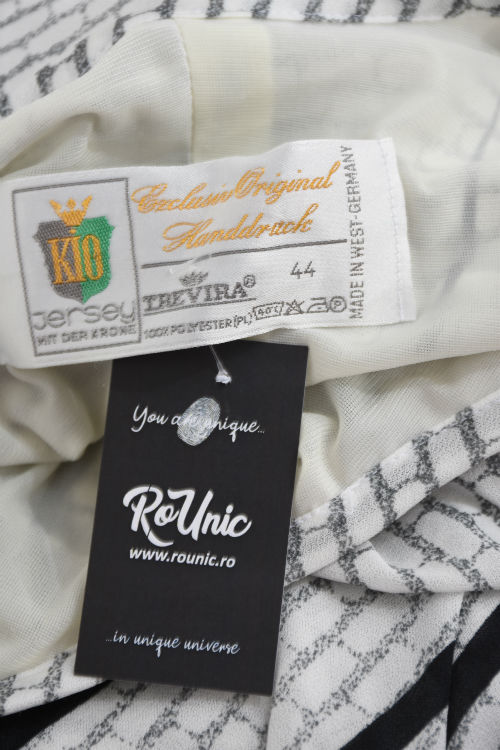 KIO
Jersey
MIT DER KRONE
Exclusiv Original
Handdruck
TREVIRA®
44
100% POLYESTER (PL) 40°C
MADE IN WEST-GERMANY
You are unique...
RoUnic
www.rounic.ro
...in unique universe